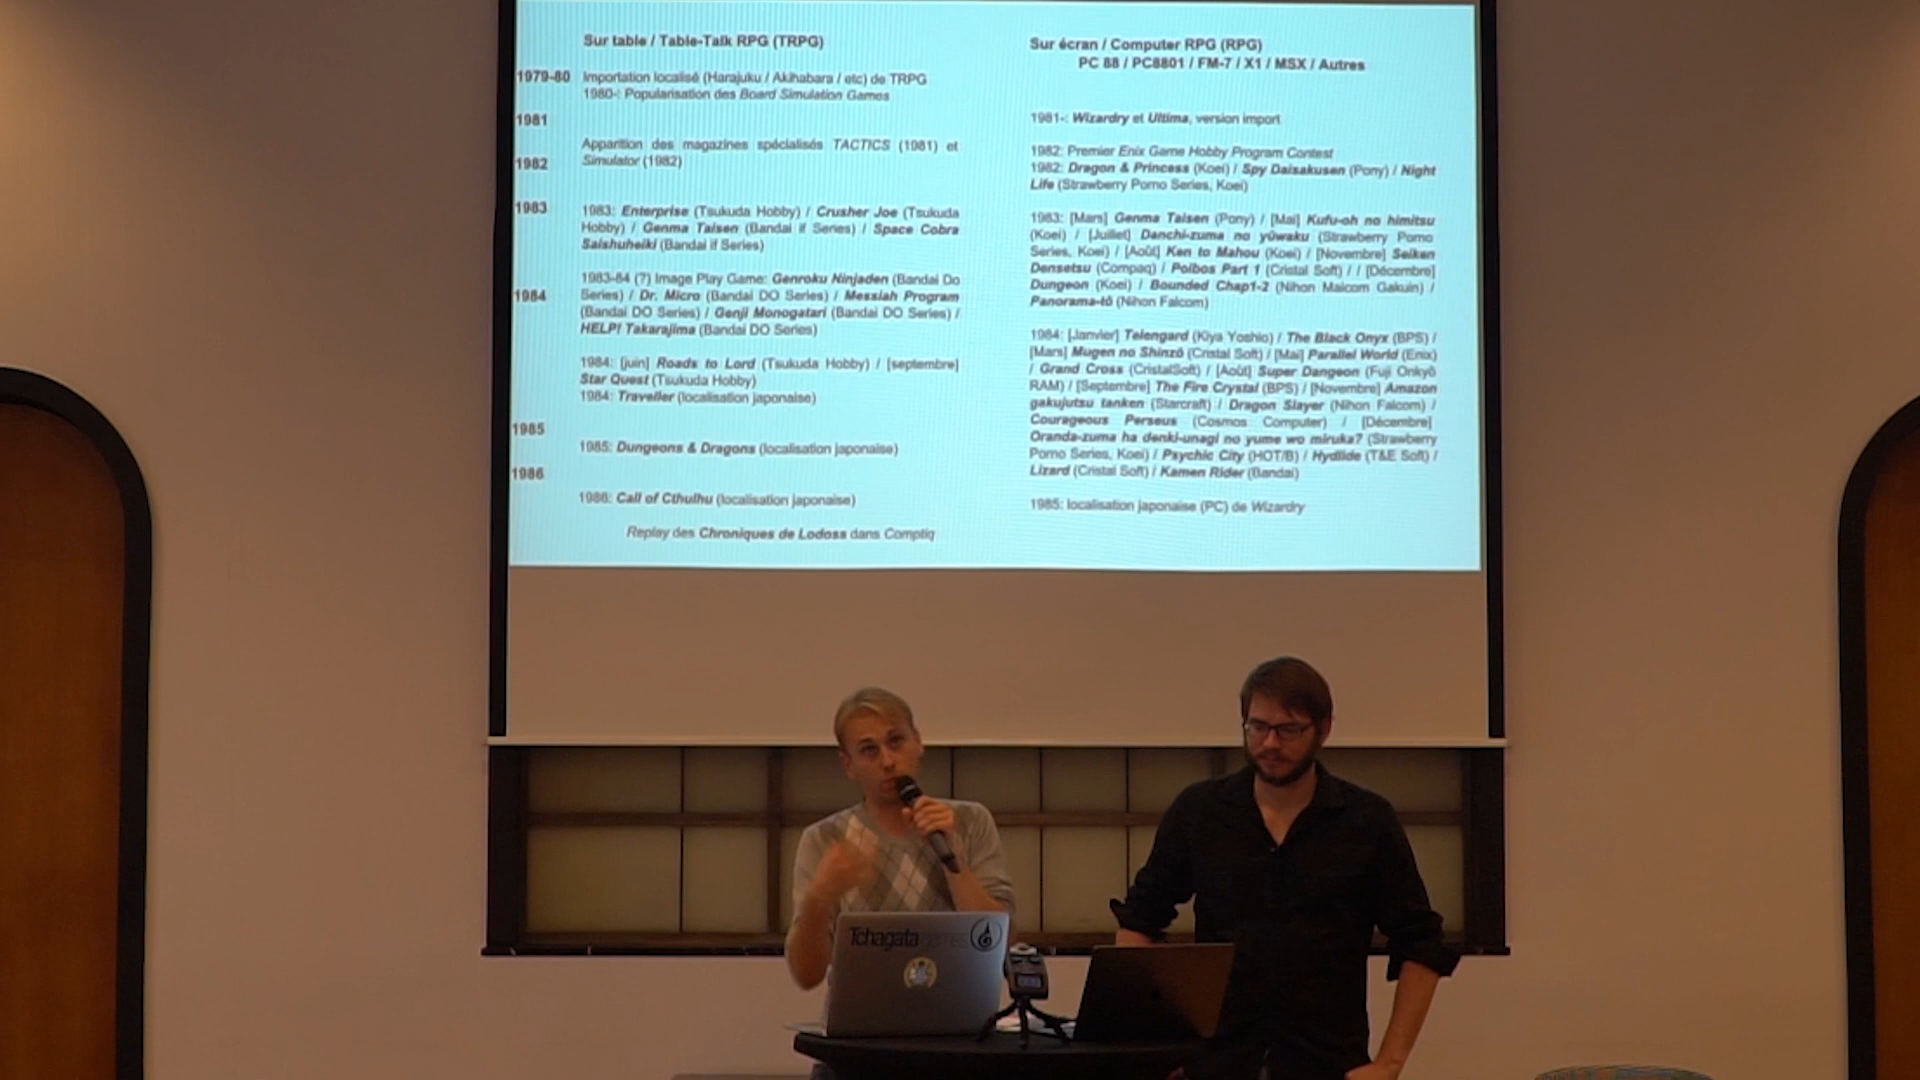 Sur table / Table-Talk RPG (TRPG)
1979-80
Importation localisé (Harajuku / Akihabara / etc) de TRPG
1980-: Popularisation des Board Simulation Games
1981
Apparition des magazines spécialisés TACTICS (1981) et
Simulator (1982)
1982
1983
1983: Enterprise (Tsukuda Hobby) / Crusher Joe (Tsukuda
Hobby) / Genma Taisen (Bandai if Series) / Space Cobra
Saishuheiki (Bandai if Series)
1983-84 (?) Image Play Game: Genroku Ninjaden (Bandai Do
Series) / Dr. Micro (Bandai DO Series) / Messiah Program
(Bandai DO Series) / Genji Monogatari (Bandai DO Series) /
HELP! Takarajima (Bandai DO Series)
1984
1984: [juin] Roads to Lord (Tsukuda Hobby) / [septembre]
Star Quest (Tsukuda Hobby)
1984: Traveller (localisation japonaise)
1985
1985: Dungeons & Dragons (localisation japonaise)
1986
1986: Call of Cthulhu (localisation japonaise)
Replay des Chroniques de Lodoss dans Comptiq
Sur écran / Computer RPG (RPG)
PC 88 / PC8801 / FM-7 / X1 / MSX / Autres
1981-: Wizardry et Ultima, version import
1982: Premier Enix Game Hobby Program Contest
1982: Dragon & Princess (Koei) / Spy Daisakusen (Pony) / Night
Life (Strawberry Porno Series, Koei)
1983: [Mars] Genma Taisen (Pony) / [Mai] Kufu-oh no himitsu
(Koei) / [Juillet] Danchi-zuma no yûwaku (Strawberry Porno
Series, Koei) / [Août] Ken to Mahou (Koei) / [Novembre] Seiken
Densetsu (Compaq) / Poibos Part 1 (Cristal Soft) / / [Décembre]
Dungeon (Koei) / Bounded Chap1-2 (Nihon Maicom Gakuin) /
Panorama-tô (Nihon Falcom)
1984: [Janvier] Telengard (Kiya Yoshio) / The Black Onyx (BPS) /
[Mars] Mugen no Shinzô (Cristal Soft) / [Mai] Parallel World (Enix)
/ Grand Cross (CristalSoft) / [Août] Super Dangeon (Fuji Onkyô
RAM) / [Septembre] The Fire Crystal (BPS) / [Novembre] Amazon
gakujutsu tanken (Starcraft) / Dragon Slayer (Nihon Falcom) /
Courageous Perseus (Cosmos Computer) / [Décembre]
Oranda-zuma ha denki-unagi no yume wo miruka? (Strawberry
Porno Series, Koei) / Psychic City (HOT/B) / Hydlide (T&E Soft) /
Lizard (Cristal Soft) / Kamen Rider (Bandai)
1985: localisation japonaise (PC) de Wizardry
Tchagata games